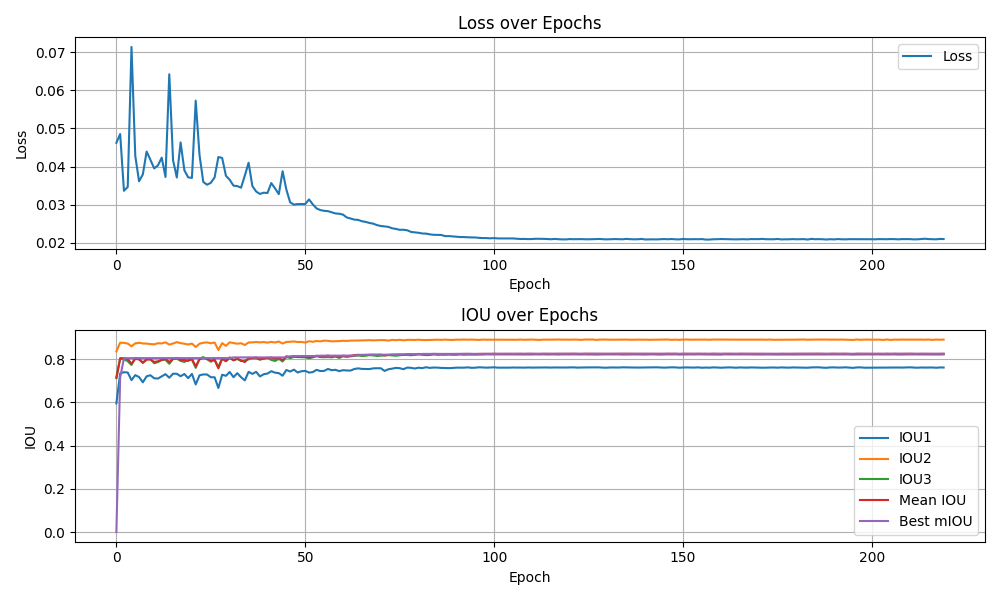 Loss over Epochs
0.07
0.06
0.05
0.04
0.03
0.02
Loss
Loss
0
50
100
150
200
Epoch
IOU over Epochs
0.8
0.6
0.4
0.2
0.0
IOU
IOU1
IOU2
IOU3
Mean IOU
Best mIOU
0
50
100
150
200
Epoch